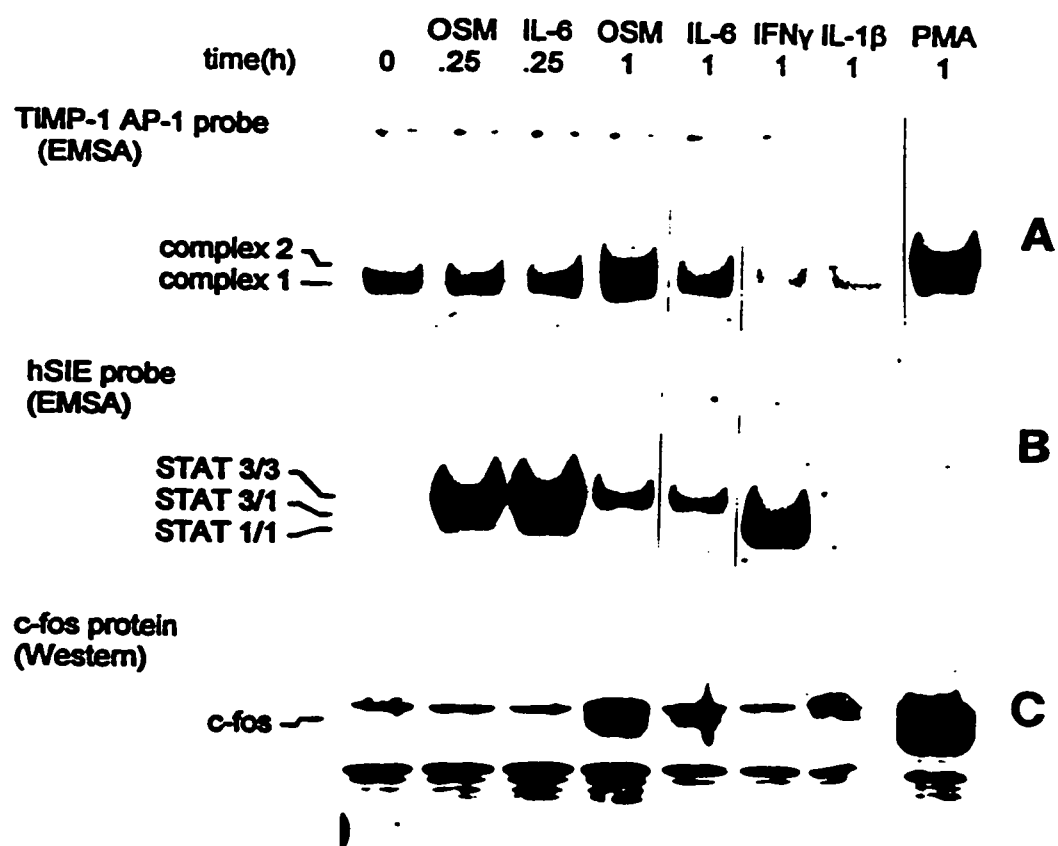 OSM IL-6 OSM IL-6 IFNγ IL-1β PMA
time(h) 0 .25 .25 1 1 1 1 1
TIMP-1 AP-1 probe
(EMSA)
A
complex 2
complex 1
hSIE probe
(EMSA)
B
STAT 3/3
STAT 3/1
STAT 1/1
c-fos protein
(Western)
c-fos
C